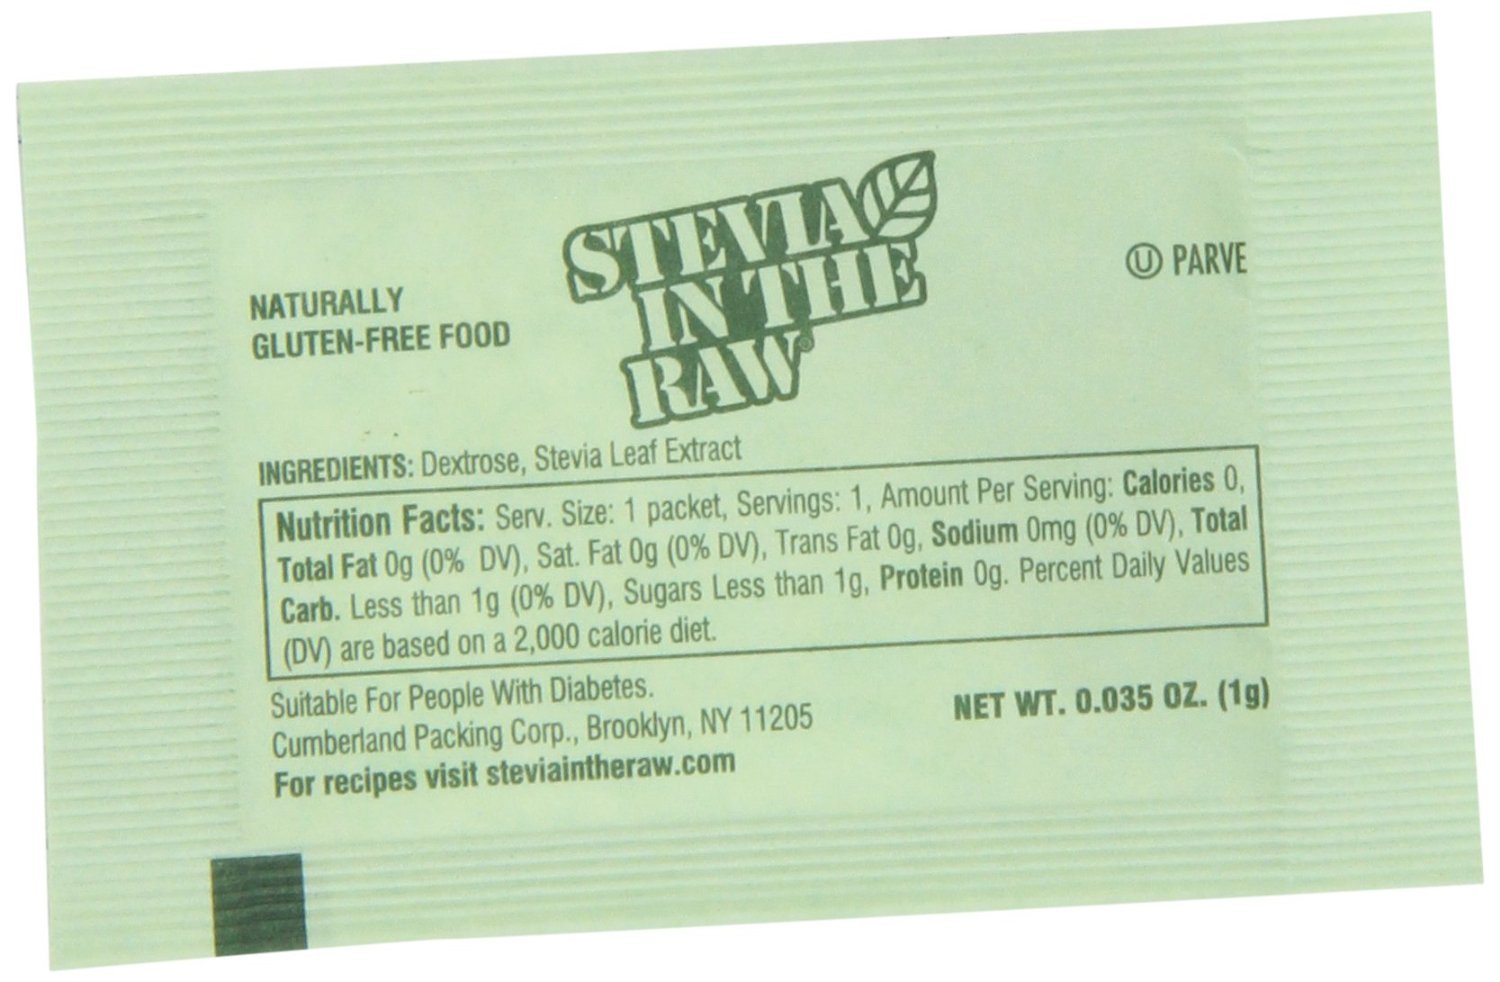 STEVIA
IN THE
RAW®
NATURALLY
GLUTEN-FREE FOOD
Ⓤ PARVE
INGREDIENTS: Dextrose, Stevia Leaf Extract
Nutrition Facts: Serv. Size: 1 packet, Servings: 1, Amount Per Serving: Calories 0,
Total Fat 0g (0% DV), Sat. Fat 0g (0% DV), Trans Fat 0g, Sodium 0mg (0% DV), Total
Carb. Less than 1g (0% DV), Sugars Less than 1g, Protein 0g. Percent Daily Values
(DV) are based on a 2,000 calorie diet.
Suitable For People With Diabetes.
Cumberland Packing Corp., Brooklyn, NY 11205
For recipes visit steviaintheraw.com
NET WT. 0.035 OZ. (1g)